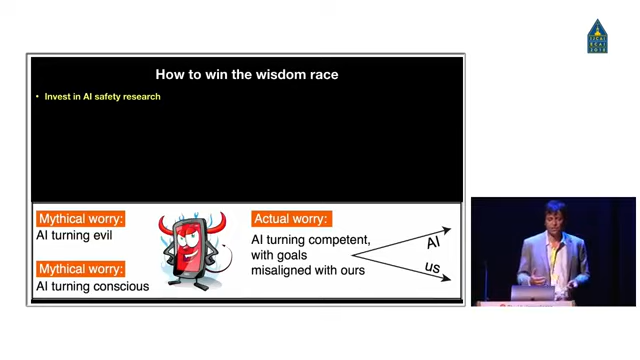 How to win the wisdom race
• Invest in AI safety research
Mythical worry:
AI turning evil
Mythical worry:
AI turning conscious
Actual worry:
AI turning competent,
with goals
misaligned with ours
AI
us